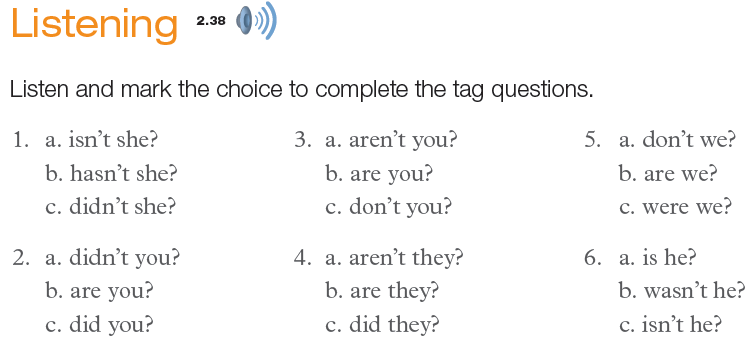 Listening 2.38
Listen and mark the choice to complete the tag questions.
1. a. isn't she?
b. hasn't she?
c. didn't she?
2. a. didn't you?
b. are you?
c. did you?
3. a. aren't you?
b. are you?
c. don't you?
4. a. aren't they?
b. are they?
c. did they?
5. a. don't we?
b. are we?
c. were we?
6. a. is he?
b. wasn't he?
c. isn't he?